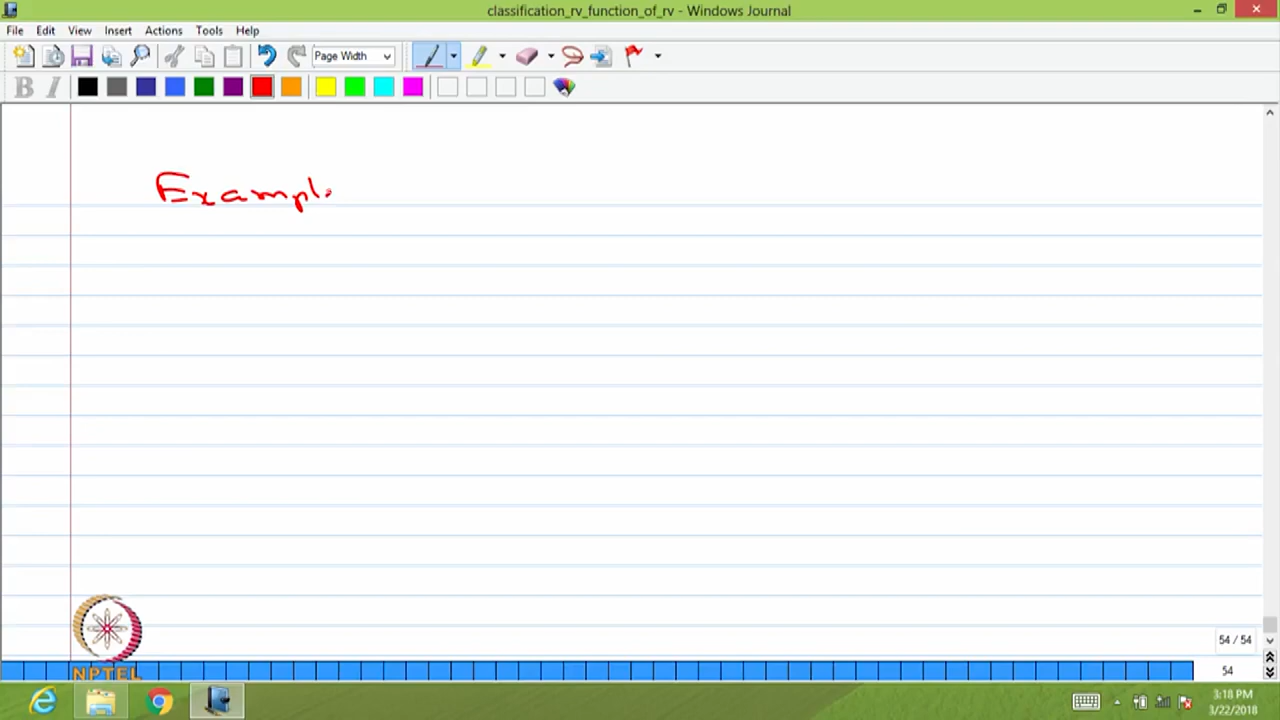 classification_rv_function_of_rv - Windows Journal
File Edit View Insert Actions Tools Help
Page Width
B I
Exampl
54 / 54
NPTEL
54
3:18 PM
3/22/2018